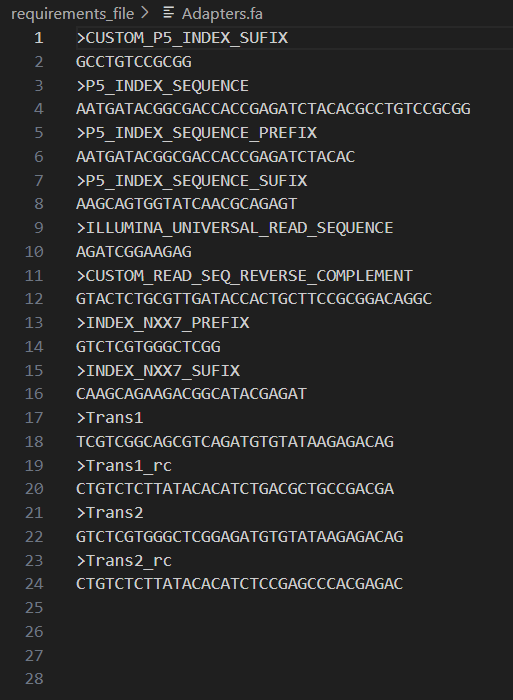 requirements_file > Adapters.fa
1 >CUSTOM_P5_INDEX_SUFIX
2 GCCTGTCCGCGG
3 >P5_INDEX_SEQUENCE
4 AATGATACGGCGACCACCGAGATCTACACGCCTGTCCGCGG
5 >P5_INDEX_SEQUENCE_PREFIX
6 AATGATACGGCGACCACCGAGATCTACAC
7 >P5_INDEX_SEQUENCE_SUFIX
8 AAGCAGTGGTATCAACGCAGAGT
9 >ILLUMINA_UNIVERSAL_READ_SEQUENCE
10 AGATCGGAAGAG
11 >CUSTOM_READ_SEQ_REVERSE_COMPLEMENT
12 GTACTCTGCGTTGATACCACTGCTTCCGCGGACAGGC
13 >INDEX_NXX7_PREFIX
14 GTCTCGTGGGCTCGG
15 >INDEX_NXX7_SUFIX
16 CAAGCAGAAGACGGCATACGAGAT
17 >Trans1
18 TCGTCGGCAGCGTCAGATGTGTATAAGAGACAG
19 >Trans1_rc
20 CTGTCTCTTATACACATCTGACGCTGCCGACGA
21 >Trans2
22 GTCTCGTGGGCTCGGAGATGTGTATAAGAGACAG
23 >Trans2_rc
24 CTGTCTCTTATACACATCTCCGAGCCCACGAGAC
25
26
27
28